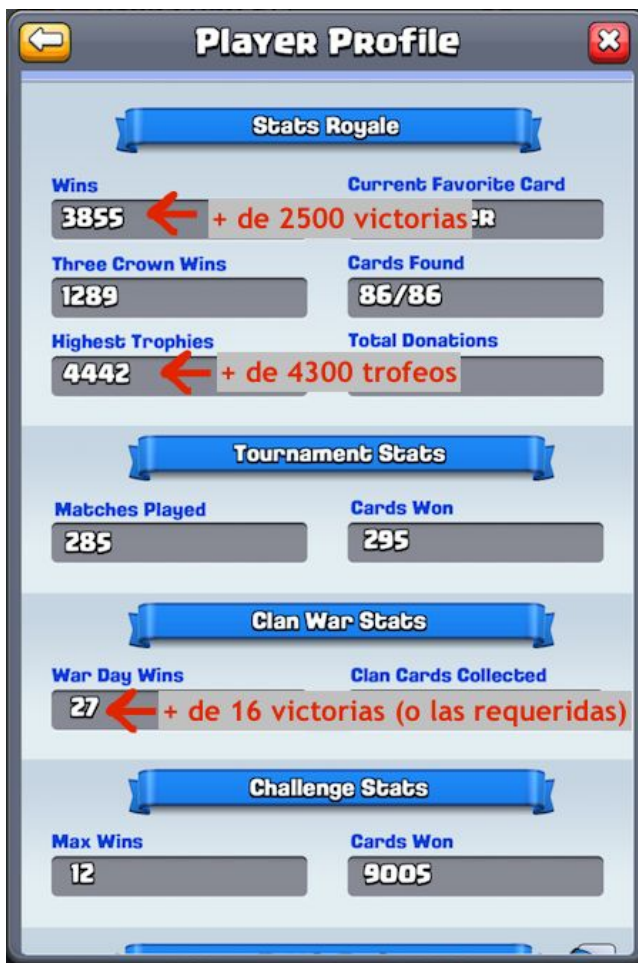 Player Profile
Stats Royale
Wins
Current Favorite Card
3855
+ de 2500 victorias
Three Crown Wins
Cards Found
1289
86/86
Highest Trophies
Total Donations
4442
+ de 4300 trofeos
Tournament Stats
Matches Played
Cards Won
285
295
Clan War Stats
War Day Wins
Clan Cards Collected
27
+ de 16 victorias (o las requeridas)
Challenge Stats
Max Wins
Cards Won
12
9005